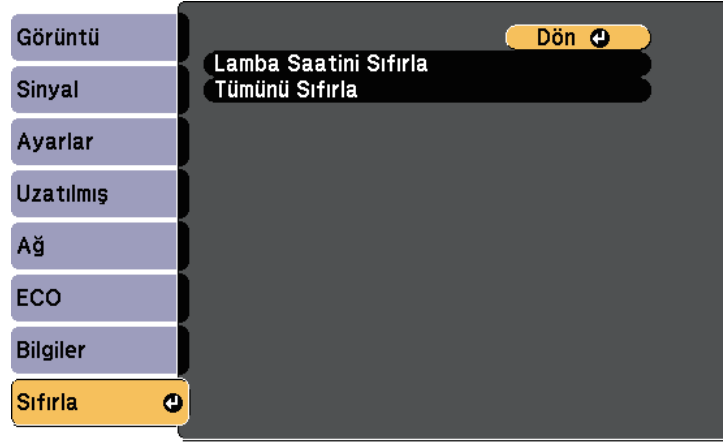 Görüntü
Sinyal
Ayarlar
Uzatılmış
Ağ
ECO
Bilgiler
Sıfırla
Dön
Lamba Saatini Sıfırla
Tümünü Sıfırla